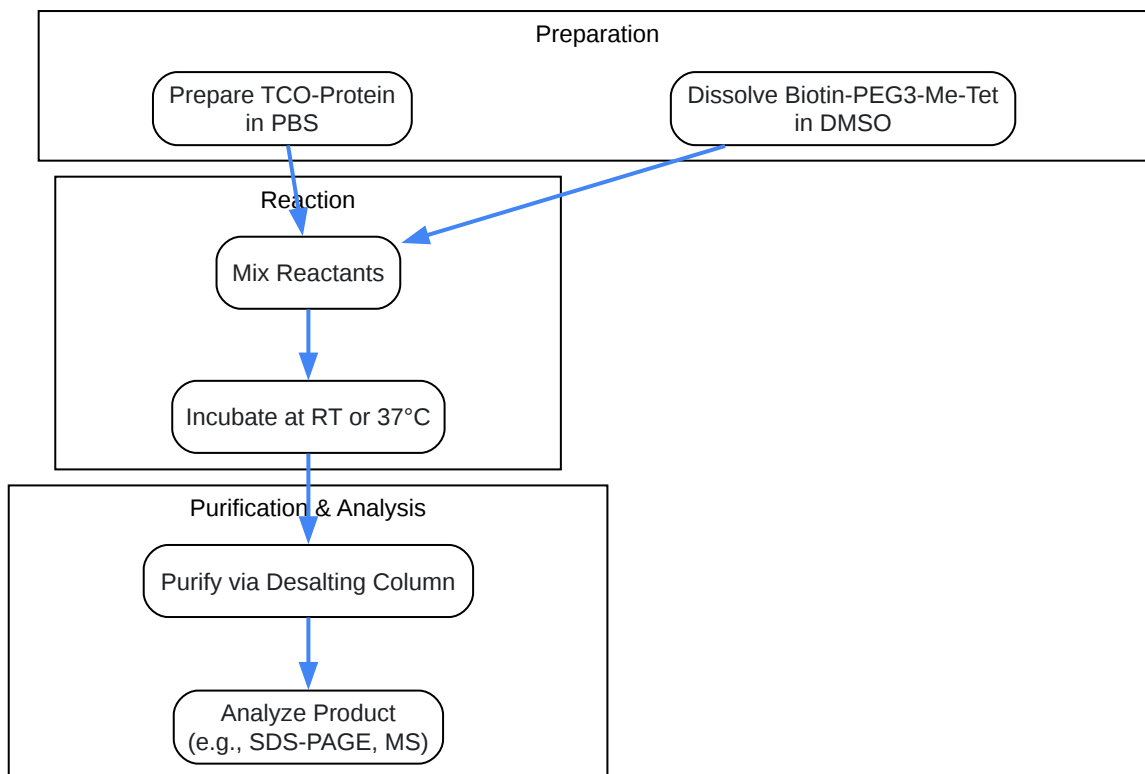 Preparation
Prepare TCO-Protein
in PBS
Dissolve Biotin-PEG3-Me-Tet
in DMSO
Reaction
Mix Reactants
Incubate at RT or 37°C
Purification & Analysis
Purify via Desalting Column
Analyze Product
(e.g., SDS-PAGE, MS)